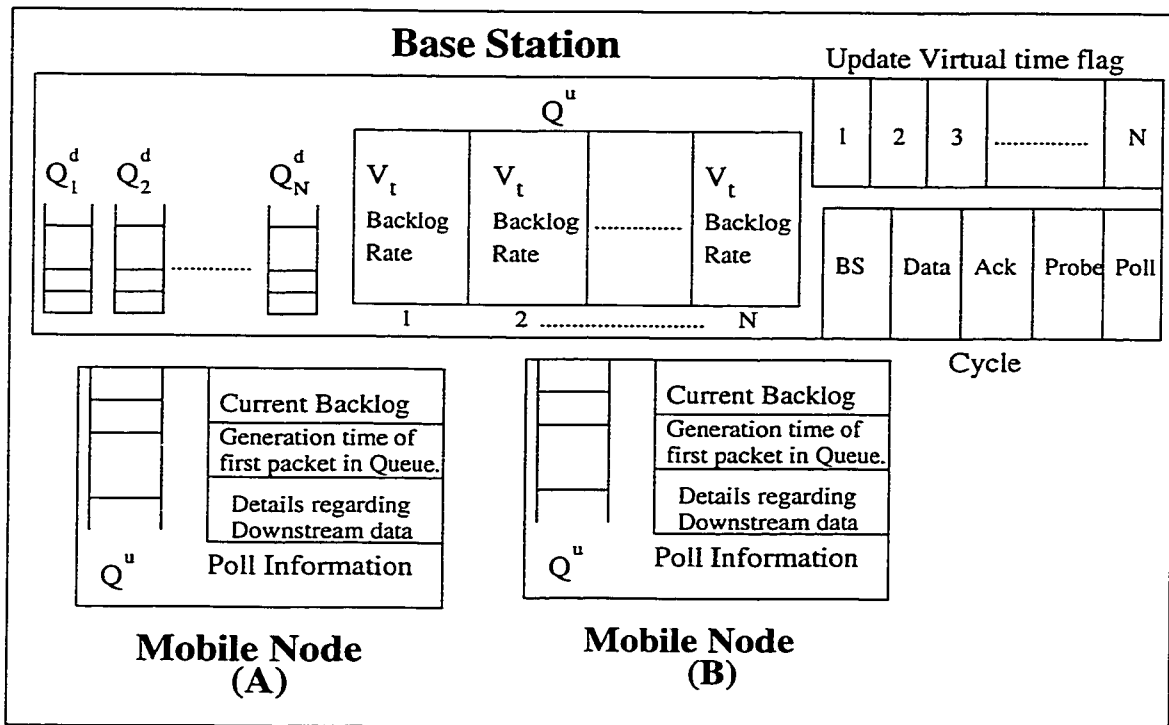 Base Station
Update Virtual time flag
1 2 3 .............. N
Q^u
Q_1^d Q_2^d ............ Q_N^d
V_t V_t V_t
Backlog Backlog ............ Backlog
Rate Rate Rate
1 2 ........................ N
BS Data Ack Probe Poll
Cycle
Current Backlog
Generation time of
first packet in Queue.
Details regarding
Downstream data
Q^u Poll Information
Mobile Node
(A)
Current Backlog
Generation time of
first packet in Queue.
Details regarding
Downstream data
Q^u Poll Information
Mobile Node
(B)